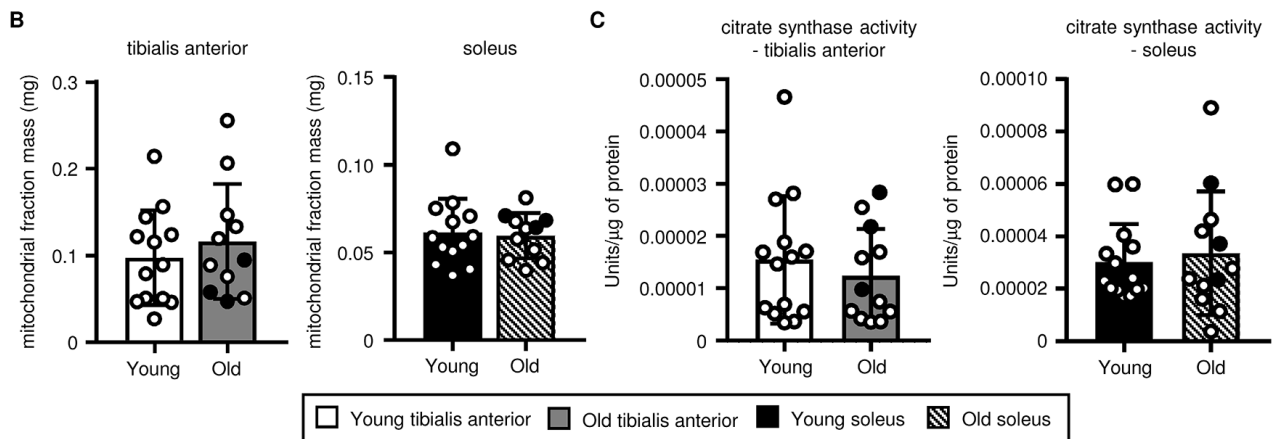 B
tibialis anterior
mitochondrial fraction mass (mg)
0.3
0.2
0.1
0
Young
Old
soleus
mitochondrial fraction mass (mg)
0.15
0.10
0.05
0
Young
Old
C
citrate synthase activity
- tibialis anterior
Units/µg of protein
0.00005
0.00004
0.00003
0.00002
0.00001
0
Young
Old
citrate synthase activity
- soleus
Units/µg of protein
0.00010
0.00008
0.00006
0.00004
0.00002
0
Young
Old
Young tibialis anterior
Old tibialis anterior
Young soleus
Old soleus